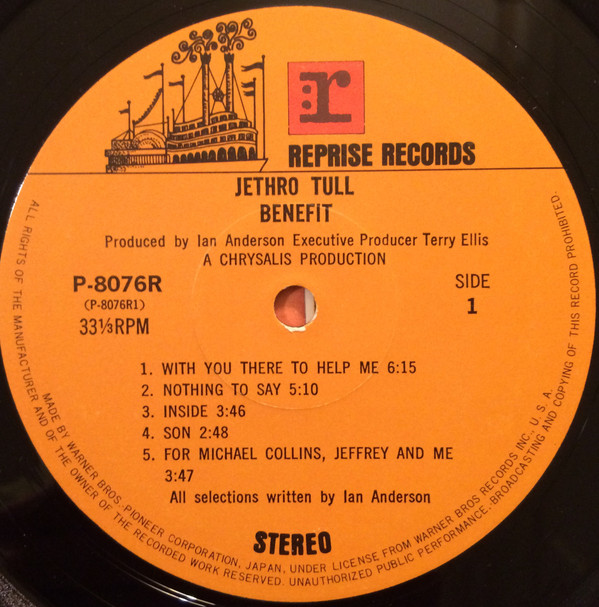 r
REPRISE RECORDS
JETHRO TULL
BENEFIT
Produced by Ian Anderson Executive Producer Terry Ellis
A CHRYSALIS PRODUCTION
P-8076R
(P-8076R1)
33⅓RPM
SIDE
1
1. WITH YOU THERE TO HELP ME 6:15
2. NOTHING TO SAY 5:10
3. INSIDE 3:46
4. SON 2:48
5. FOR MICHAEL COLLINS, JEFFREY AND ME
3:47
All selections written by Ian Anderson
STEREO
MADE BY WARNER BROS.-PIONEER CORPORATION, JAPAN, UNDER LICENSE FROM WARNER BROS RECORDS INC., U.S.A.
ALL RIGHTS OF THE MANUFACTURER AND OF THE OWNER OF THE RECORDED WORK RESERVED. UNAUTHORIZED PUBLIC PERFORMANCE, BROADCASTING AND COPYING OF THIS RECORD PROHIBITED.